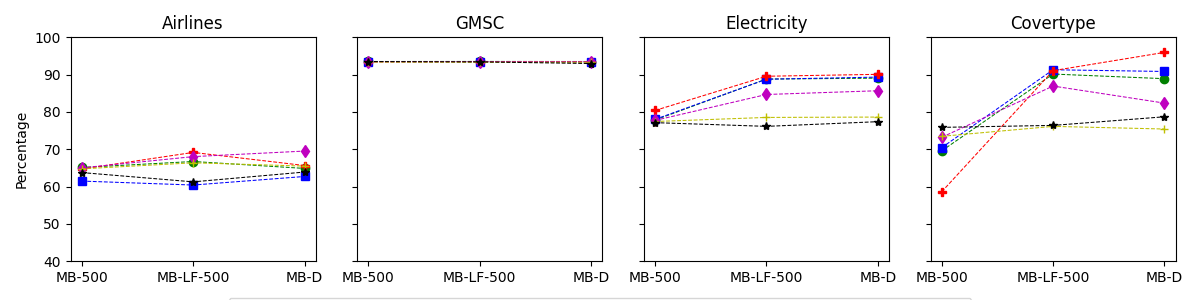 Airlines GMSC Electricity Covertype
100
90
80
70
60
50
40
Percentage
MB-500 MB-LF-500 MB-D MB-500 MB-LF-500 MB-D MB-500 MB-LF-500 MB-D MB-500 MB-LF-500 MB-D